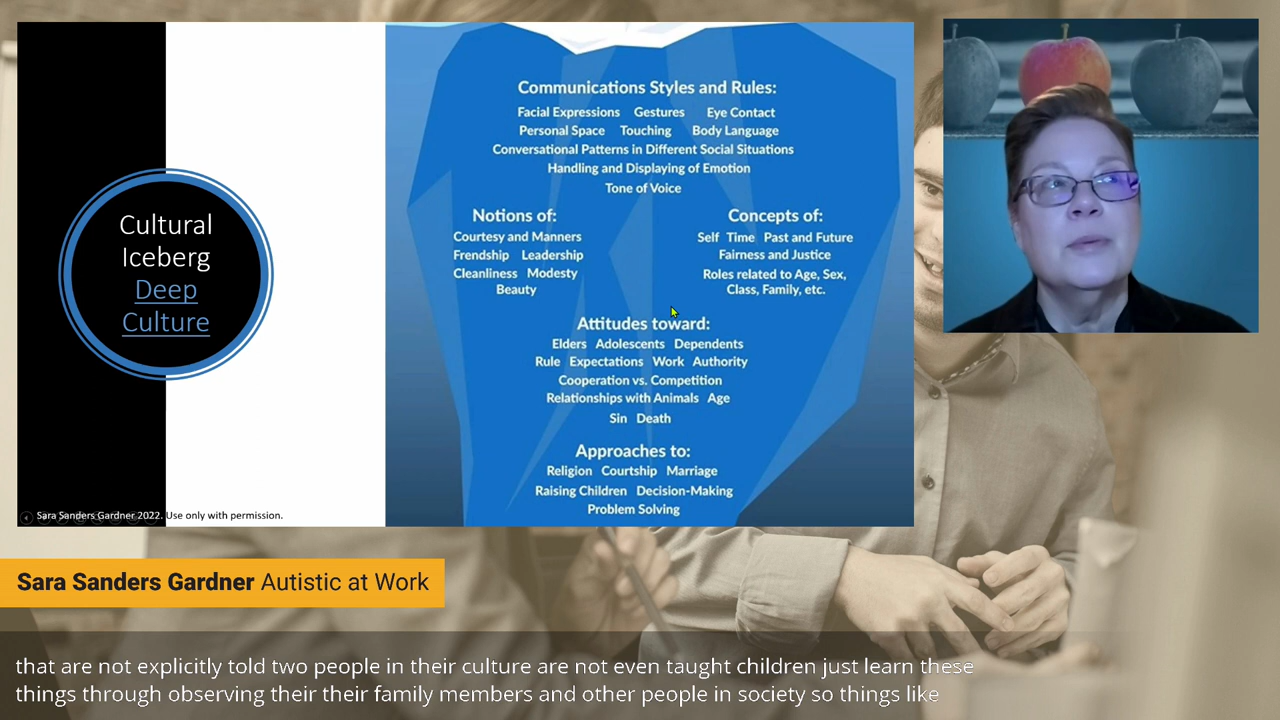 Cultural
Iceberg
Deep
Culture
Communications Styles and Rules:
Facial Expressions Gestures Eye Contact
Personal Space Touching Body Language
Conversational Patterns in Different Social Situations
Handling and Displaying of Emotion
Tone of Voice
Notions of:
Courtesy and Manners
Frendship Leadership
Cleanliness Modesty
Beauty
Concepts of:
Self Time Past and Future
Fairness and Justice
Roles related to Age, Sex,
Class, Family, etc.
Attitudes toward:
Elders Adolescents Dependents
Rule Expectations Work Authority
Cooperation vs. Competition
Relationships with Animals Age
Sin Death
Approaches to:
Religion Courtship Marriage
Raising Children Decision-Making
Problem Solving
Sara Sanders Gardner 2022. Use only with permission.
Sara Sanders Gardner Autistic at Work
that are not explicitly told two people in their culture are not even taught children just learn these
things through observing their their family members and other people in society so things like